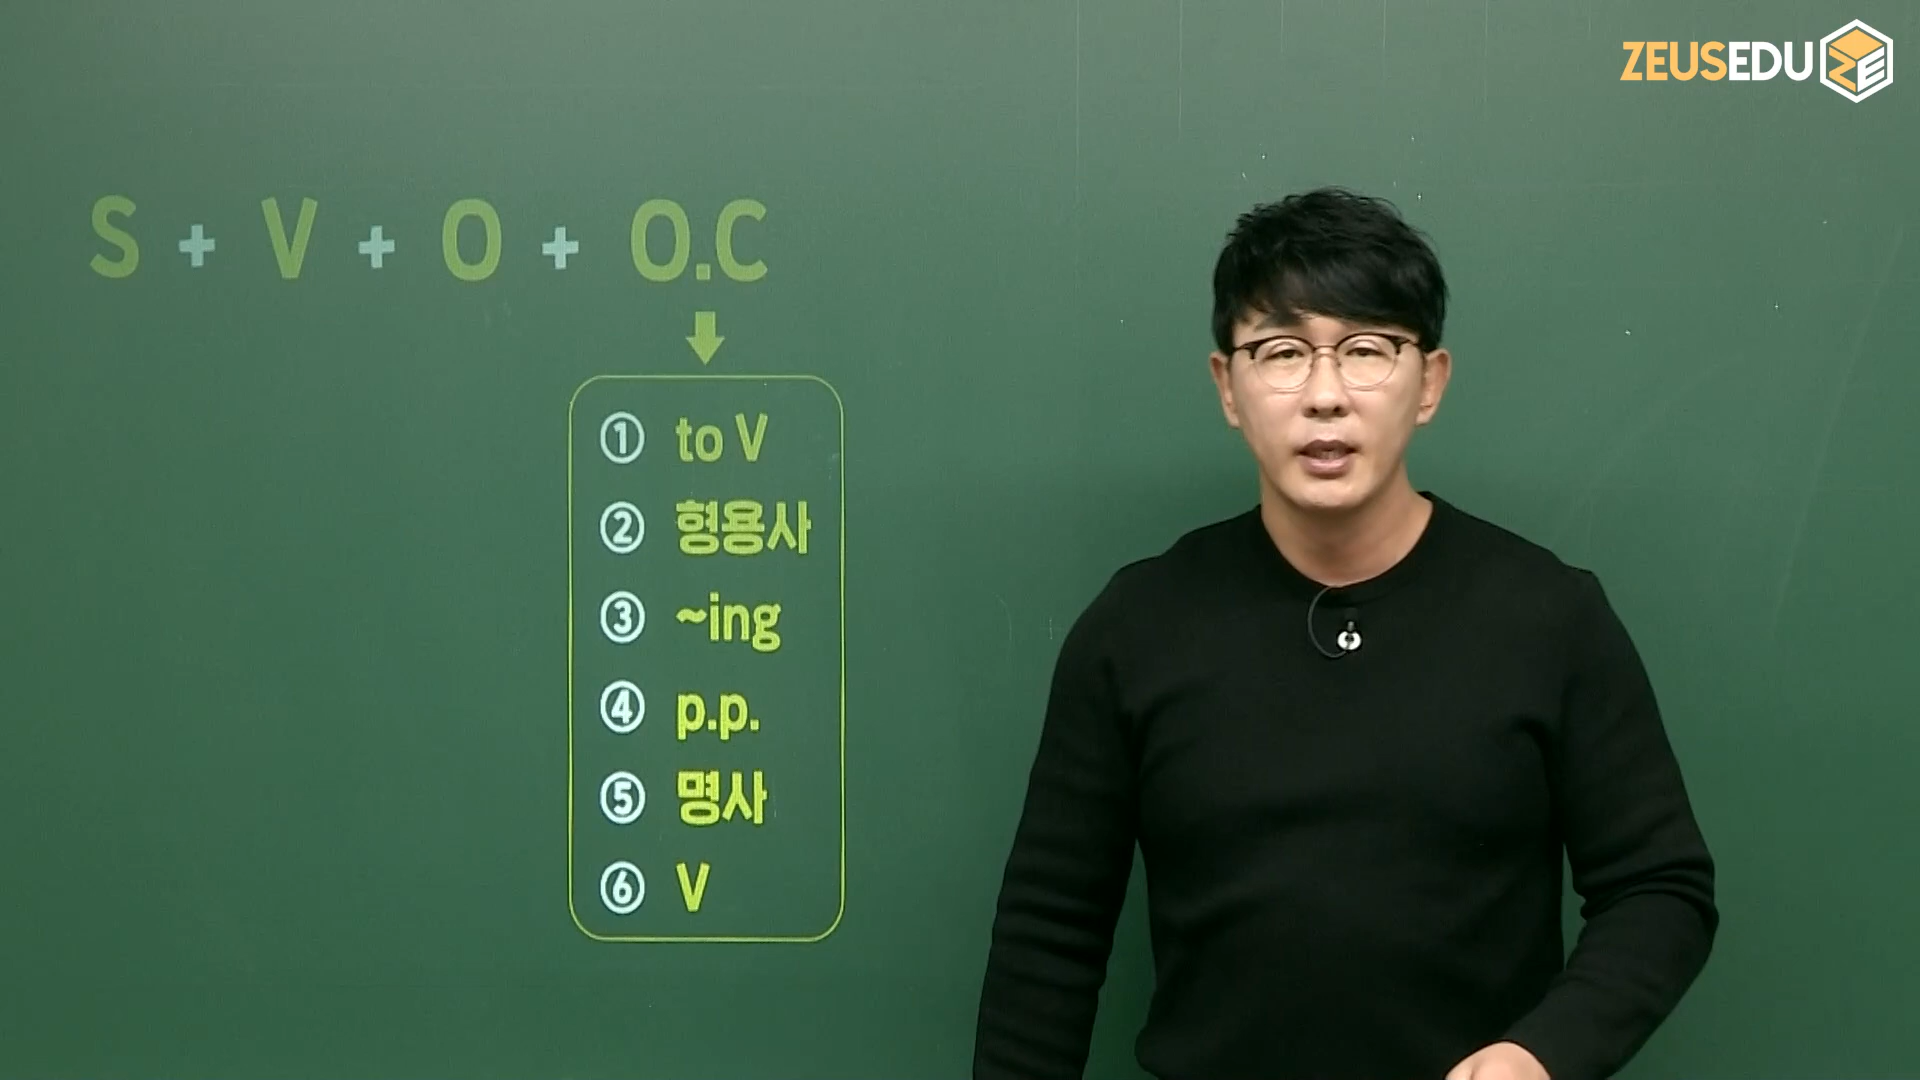 ZEUSEDU
S + V + O + O.C
① to V
② 형용사
③ ~ing
④ p.p.
⑤ 명사
⑥ V